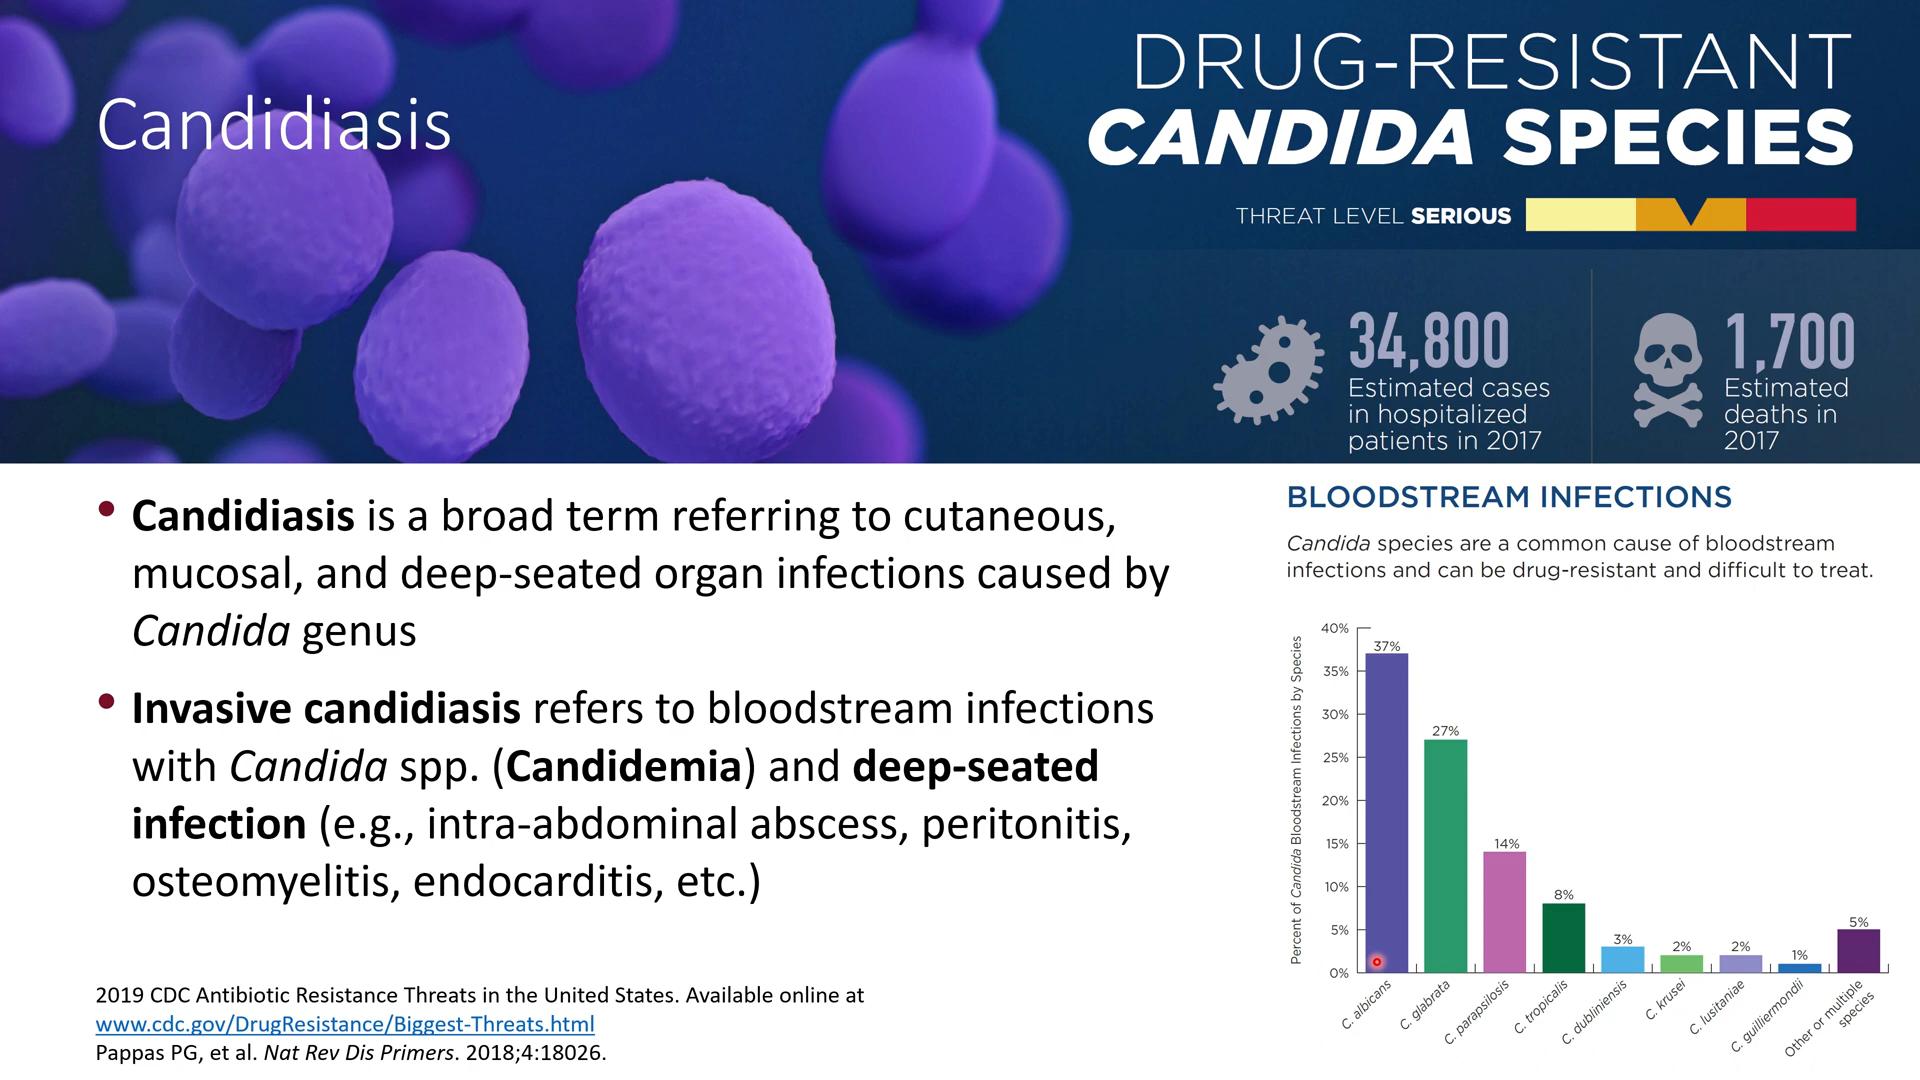 Candidiasis
DRUG-RESISTANT
CANDIDA SPECIES
THREAT LEVEL SERIOUS
34,800
Estimated cases
in hospitalized
patients in 2017
1,700
Estimated
deaths in
2017
• Candidiasis is a broad term referring to cutaneous,
mucosal, and deep-seated organ infections caused by
Candida genus
• Invasive candidiasis refers to bloodstream infections
with Candida spp. (Candidemia) and deep-seated
infection (e.g., intra-abdominal abscess, peritonitis,
osteomyelitis, endocarditis, etc.)
2019 CDC Antibiotic Resistance Threats in the United States. Available online at
www.cdc.gov/DrugResistance/Biggest-Threats.html
Pappas PG, et al. Nat Rev Dis Primers. 2018;4:18026.
BLOODSTREAM INFECTIONS
Candida species are a common cause of bloodstream
infections and can be drug-resistant and difficult to treat.
Percent of Candida Bloodstream Infections by Species
40%
35%
30%
25%
20%
15%
10%
5%
0%
37%
27%
14%
8%
3%
2%
2%
1%
5%
C. albicans
C. glabrata
C. parapsilosis
C. tropicalis
C. dubliniensis
C. krusei
C. lusitaniae
C. guilliermondii
Other or multiple
species